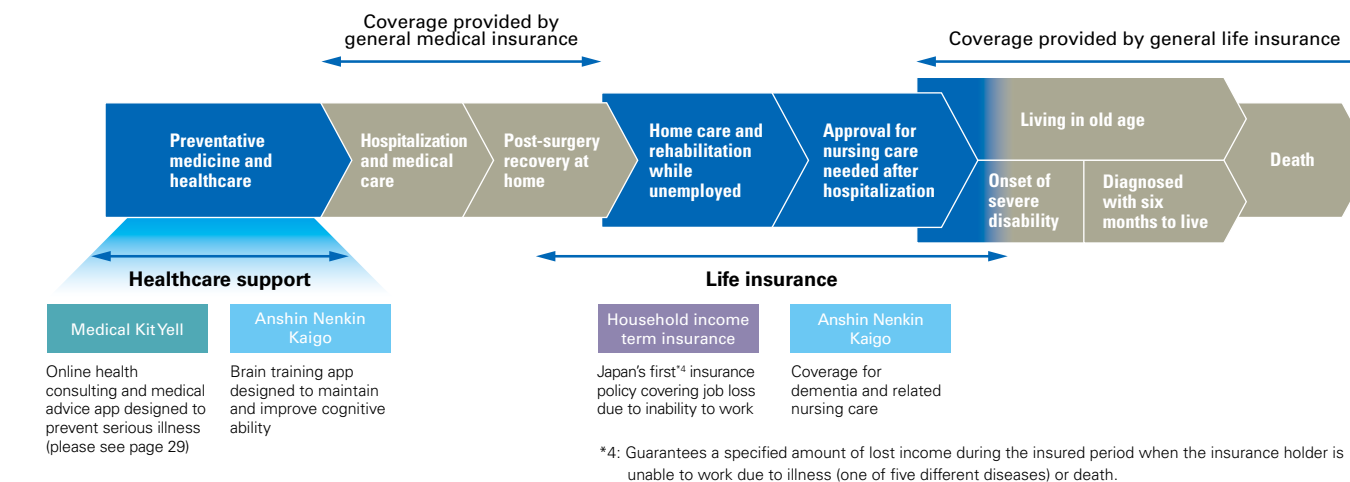 Coverage provided by
general medical insurance
Coverage provided by general life insurance
Preventative
medicine and
healthcare
Hospitalization
and medical
care
Post-surgery
recovery at
home
Home care and
rehabilitation
while
unemployed
Approval for
nursing care
needed after
hospitalization
Living in old age
Onset of
severe
disability
Diagnosed
with six
months to live
Death
Healthcare support
Life insurance
Medical Kit Yell
Online health
consulting and medical
advice app designed to
prevent serious illness
(please see page 29)
Anshin Nenkin
Kaigo
Brain training app
designed to maintain
and improve cognitive
ability
Household income
term insurance
Japan's first*4 insurance
policy covering job loss
due to inability to work
Anshin Nenkin
Kaigo
Coverage for
dementia and related
nursing care
*4: Guarantees a specified amount of lost income during the insured period when the insurance holder is
unable to work due to illness (one of five different diseases) or death.